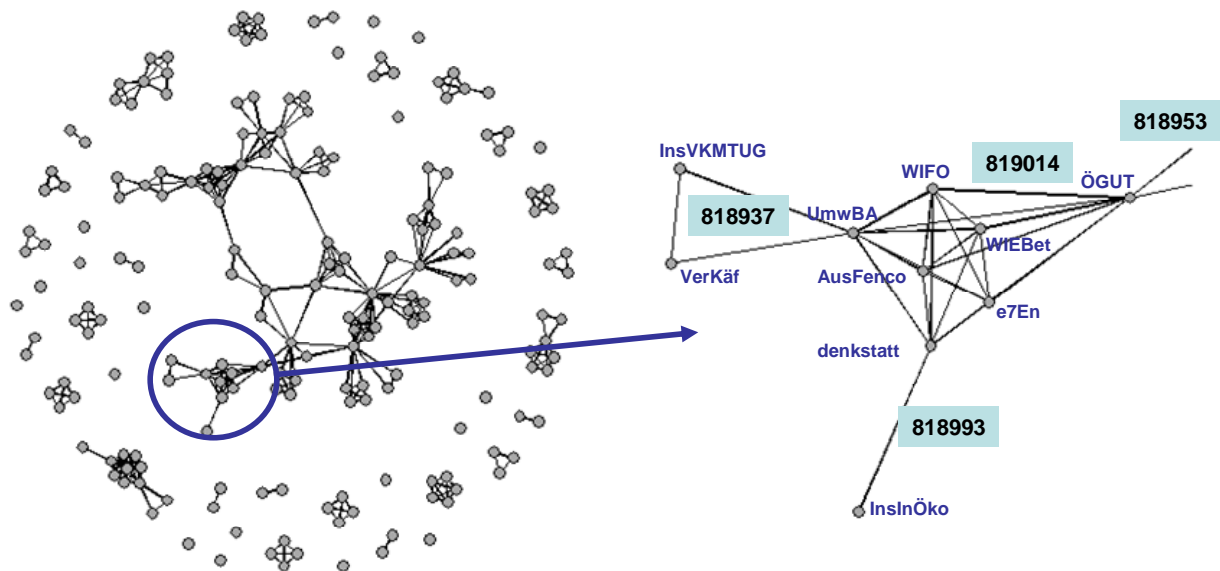 818953
InsVKMTUG
WIFO
819014
ÖGUT
818937
UmwBA
WIEBet
VerKäf
AusFenco
e7En
denkstatt
818993
InsInÖko